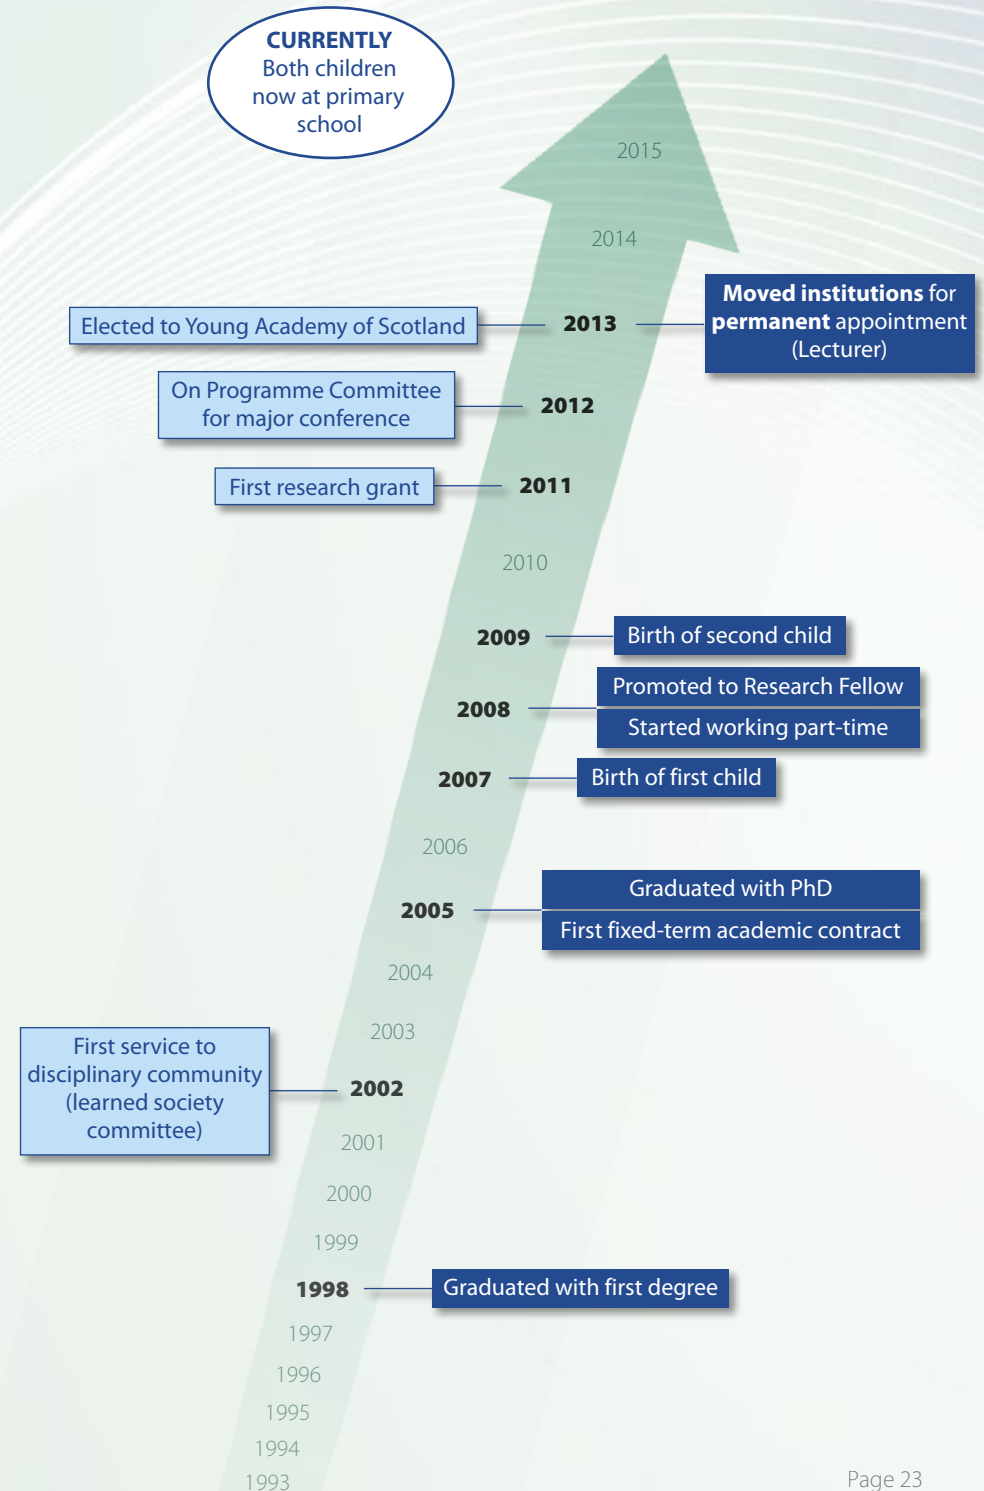 CURRENTLY
Both children
now at primary
school
2015
2014
Elected to Young Academy of Scotland
2013
Moved institutions for
permanent appointment
(Lecturer)
On Programme Committee
for major conference
2012
First research grant
2011
2010
2009
Birth of second child
2008
Promoted to Research Fellow
Started working part-time
2007
Birth of first child
2006
2005
Graduated with PhD
First fixed-term academic contract
2004
2003
First service to
disciplinary community
(learned society
committee)
2002
2001
2000
1999
1998
Graduated with first degree
1997
1996
1995
1994
1993
Page 23